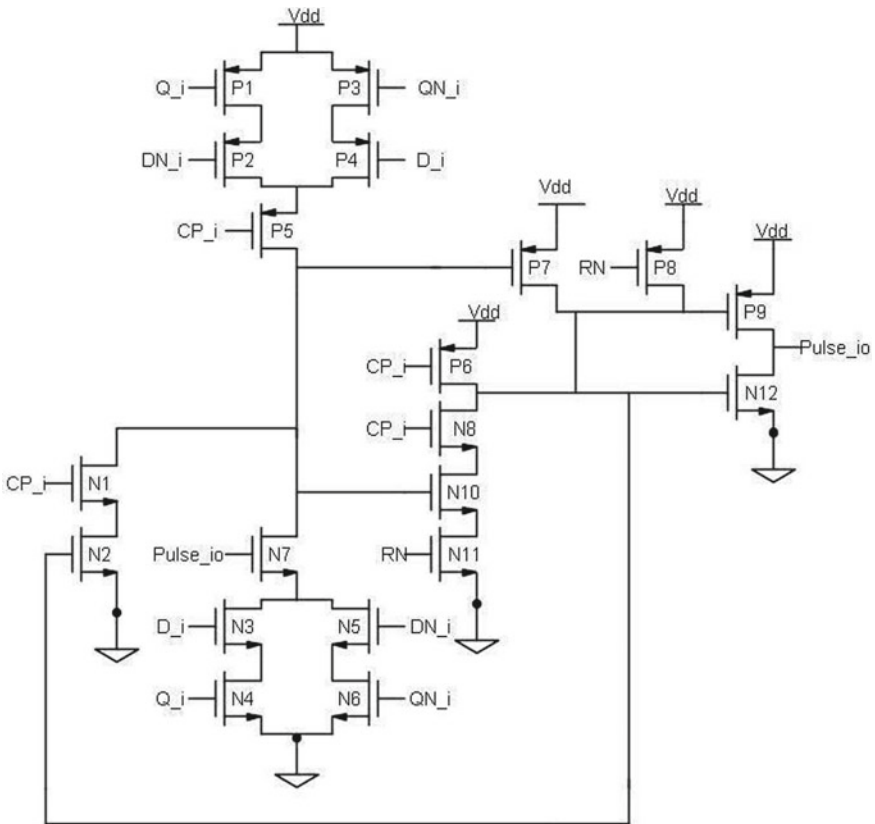 Vdd
Q_i P1 P3 QN_i
DN_i P2 P4 D_i
CP_i P5
Vdd
P7
Vdd
RN P8
Vdd
P9
Vdd
CP_i P6
Pulse_io
CP_i N8
N12
CP_i N1
N10
N2
Pulse_io N7
RN N11
D_i N3 N5 DN_i
Q_i N4 N6 QN_i